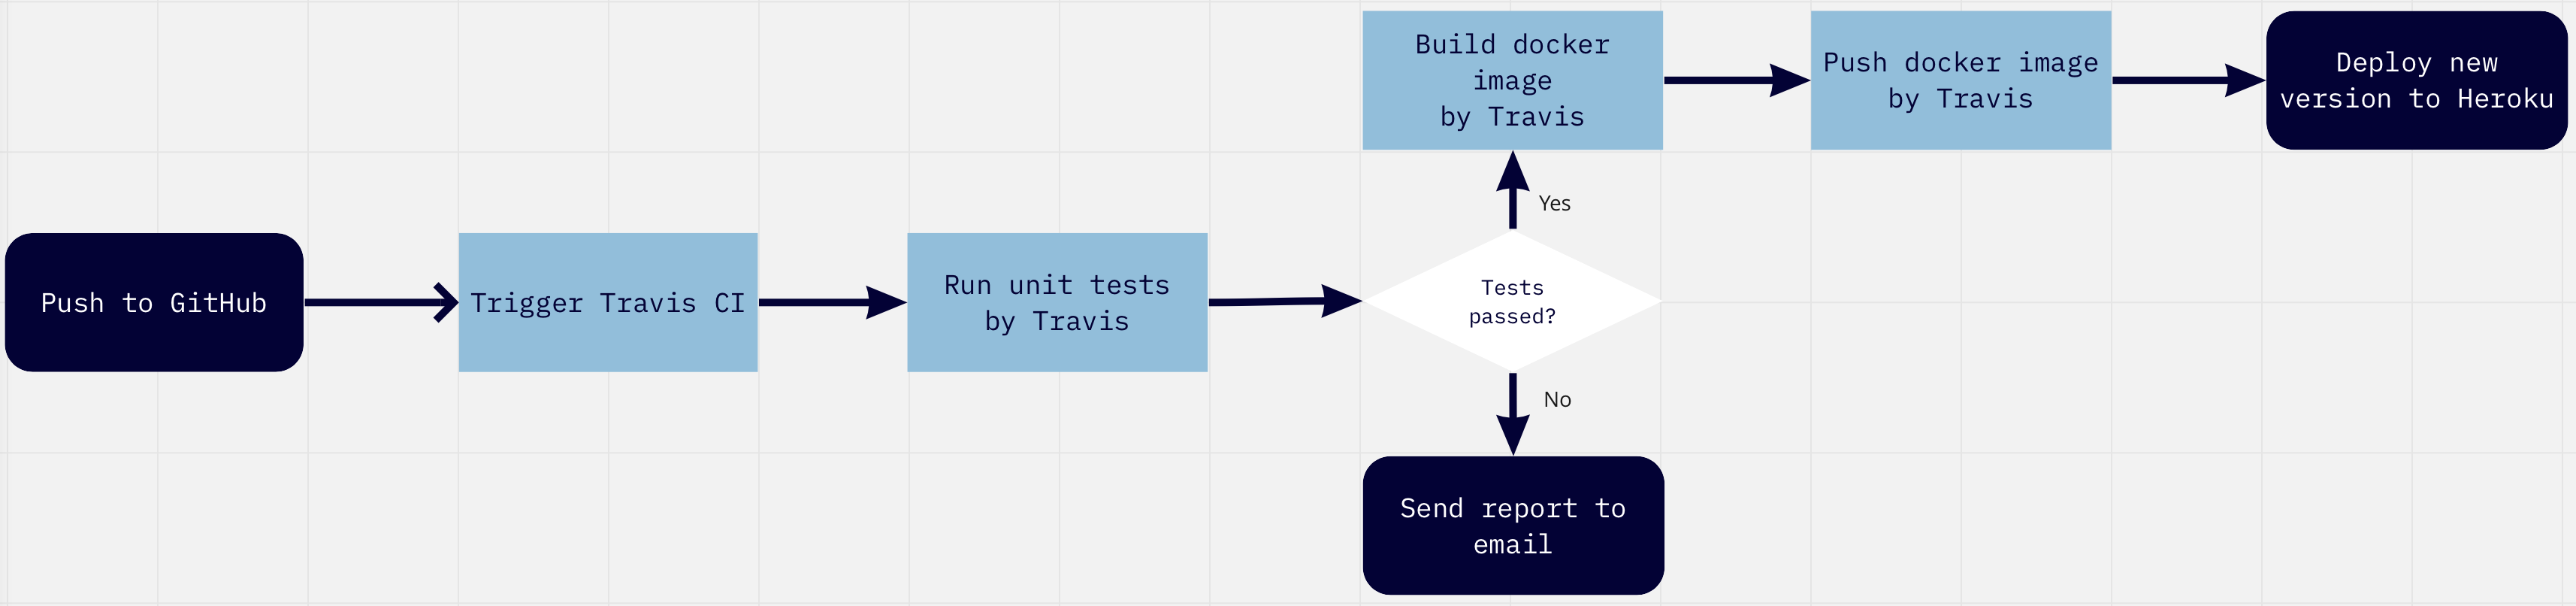 Push to GitHub
Trigger Travis CI
Run unit tests
by Travis
Tests
passed?
Yes
Build docker
image
by Travis
Push docker image
by Travis
Deploy new
version to Heroku
No
Send report to
email